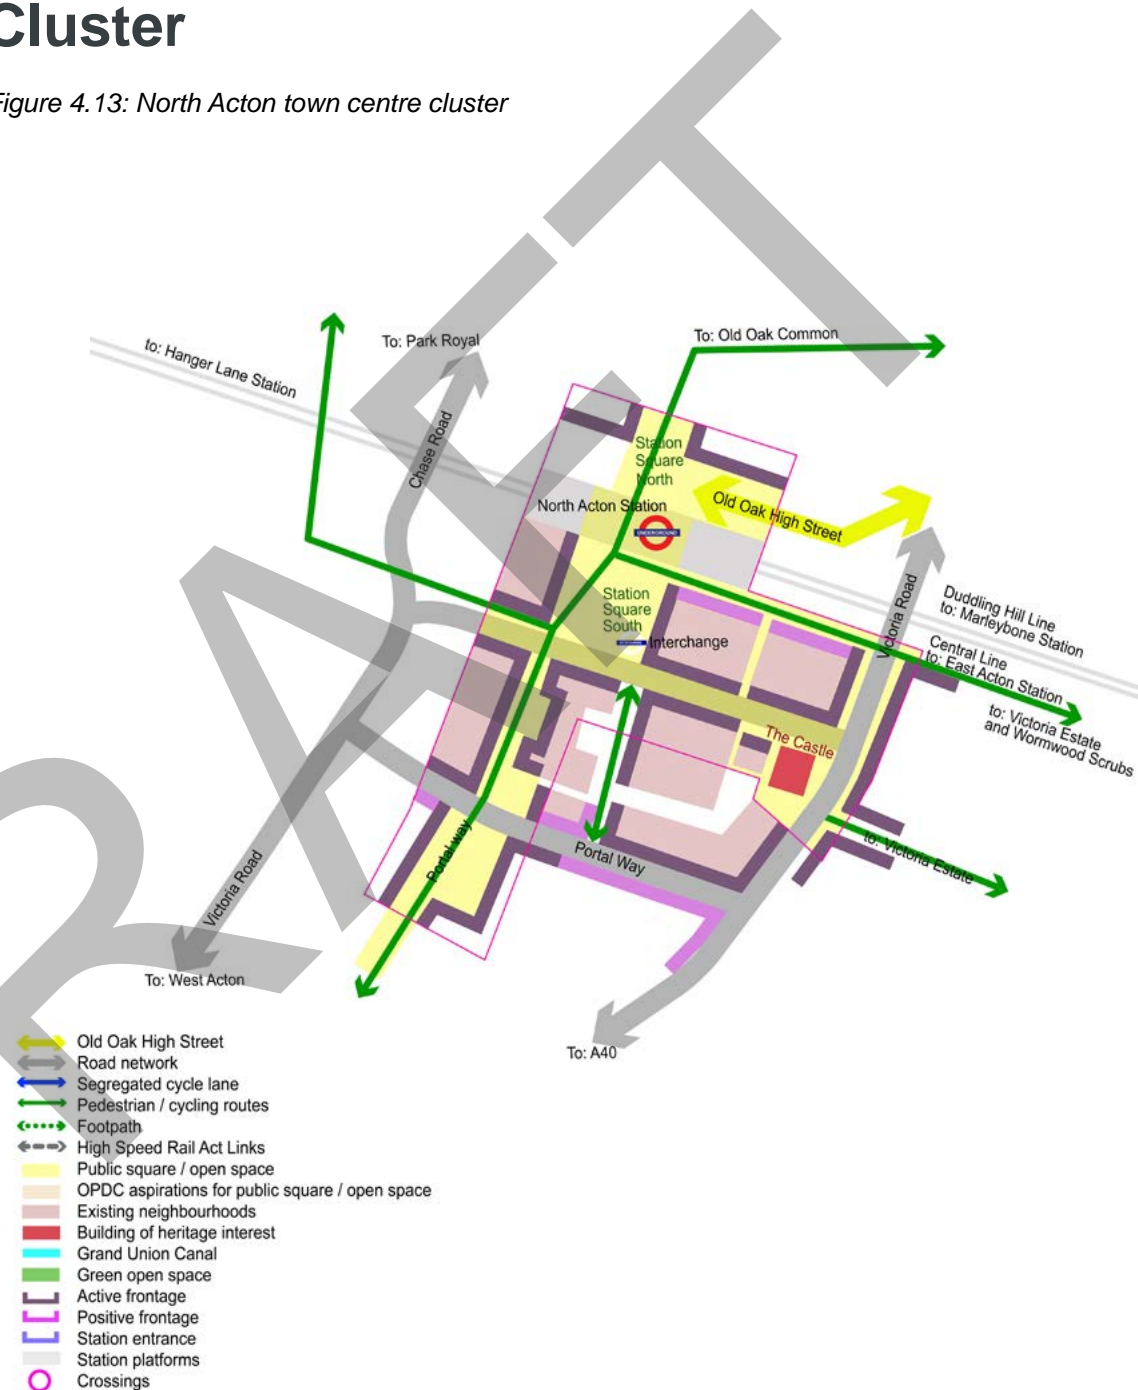 Cluster
Figure 4.13: North Acton town centre cluster
DRAFT
To: Old Oak Common
To: Park Royal
to: Hanger Lane Station
Chase Road
Station
Square
North
North Acton Station
UNDERGROUND
Old Oak High Street
Station
Square
South
Interchange
Victoria Road
Duddling Hill Line
to: Marleybone Station
Central Line
to: East Acton Station
to: Victoria Estate
and Wormwood Scrubs
The Castle
to: Victoria Estate
Portal Way
Portal way
Victoria Road
To: West Acton
To: A40
Old Oak High Street
Road network
Segregated cycle lane
Pedestrian / cycling routes
Footpath
High Speed Rail Act Links
Public square / open space
OPDC aspirations for public square / open space
Existing neighbourhoods
Building of heritage interest
Grand Union Canal
Green open space
Active frontage
Positive frontage
Station entrance
Station platforms
Crossings